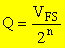 Q = V_FS / 2^n